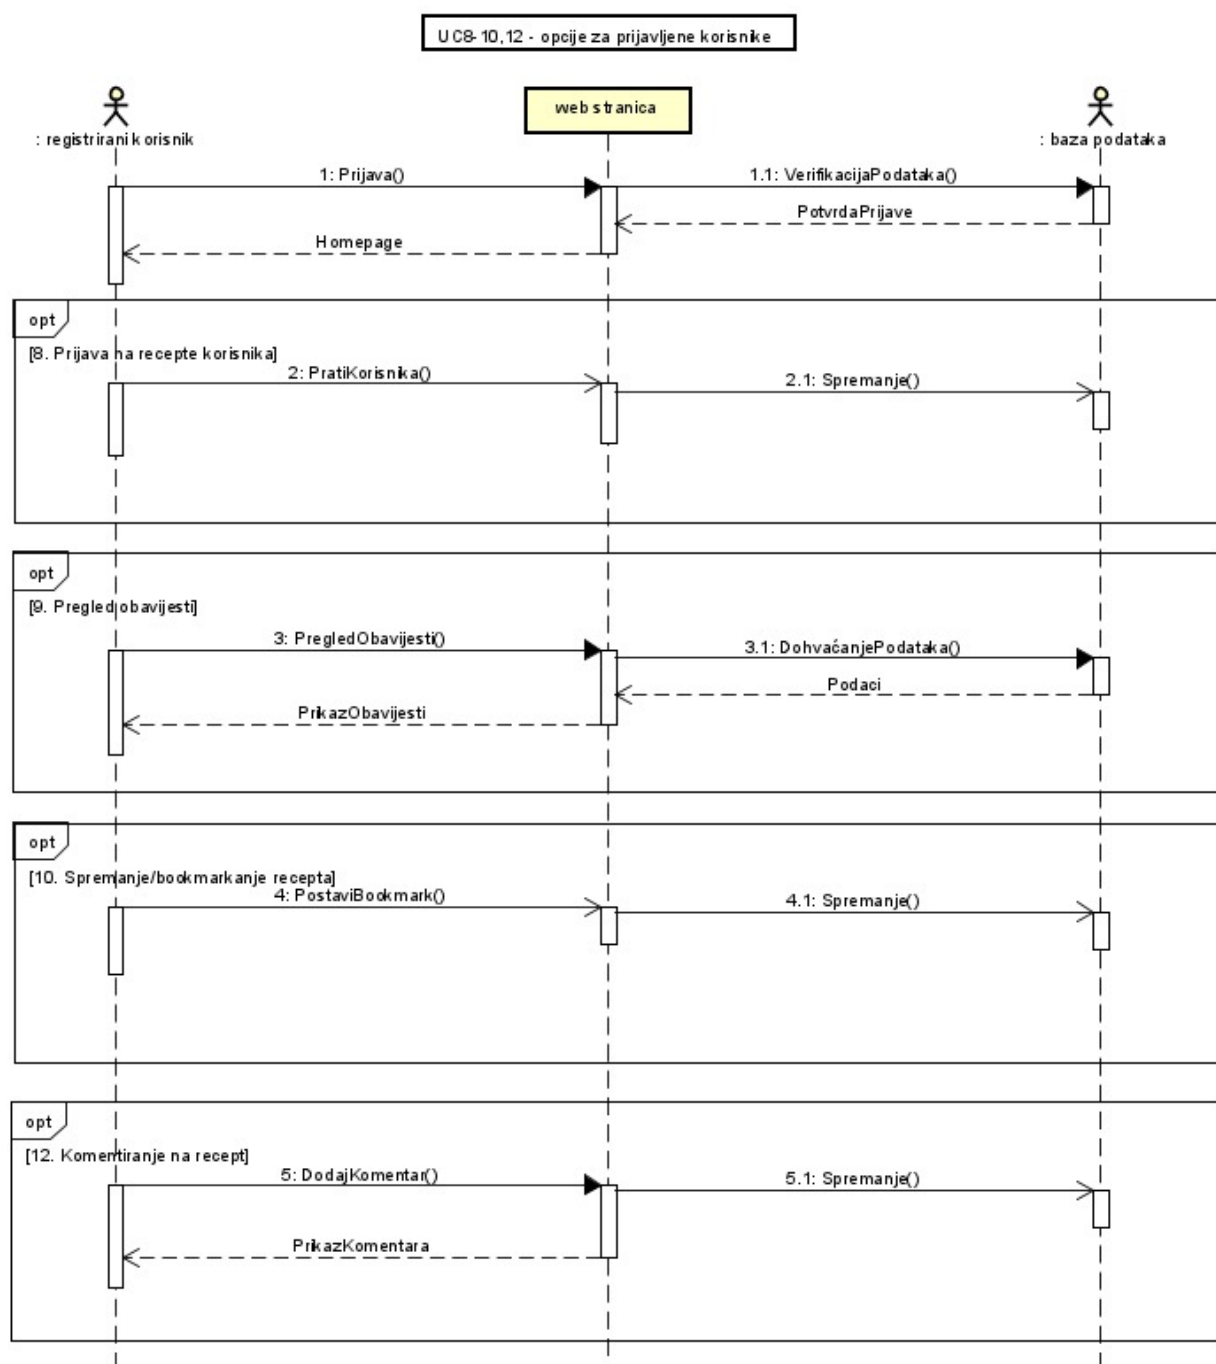 UC8-10,12 - opcije za prijavljene korisnike
: registrirani korisnik
web stranica
: baza podataka
1: Prijava()
1.1: VerifikacijaPodataka()
PotvrdaPrijave
Homepage
opt
[8. Prijava na recepte korisnika]
2: PratiKorisnika()
2.1: Spremanje()
opt
[9. Pregled obavijesti]
3: PregledObavijesti()
3.1: DohvaćanjePodataka()
Podaci
PrikazObavijesti
opt
[10. Spremanje/bookmarkanje recepta]
4: PostaviBookmark()
4.1: Spremanje()
opt
[12. Komentiranje na recept]
5: DodajKomentar()
5.1: Spremanje()
PrikazKomentara